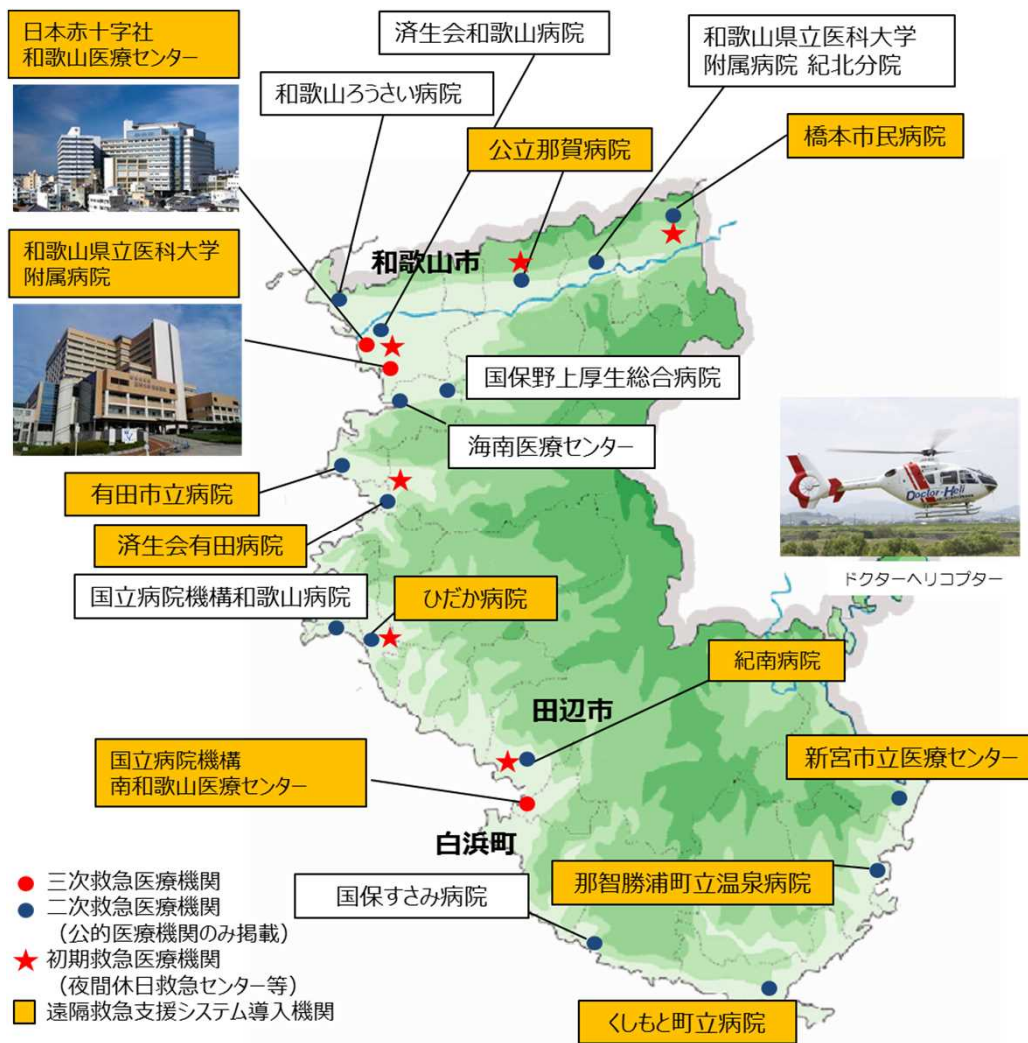 日本赤十字社
和歌山医療センター
済生会和歌山病院
和歌山県立医科大学
附属病院 紀北分院
和歌山ろうさい病院
公立那賀病院
橋本市民病院
和歌山県立医科大学
附属病院
和歌山市
国保野上厚生総合病院
海南医療センター
有田市立病院
済生会有田病院
Doctor-Heli
ドクターヘリコプター
国立病院機構和歌山病院
ひだか病院
紀南病院
田辺市
国立病院機構
南和歌山医療センター
新宮市立医療センター
白浜町
那智勝浦町立温泉病院
国保すさみ病院
くしもと町立病院
三次救急医療機関
二次救急医療機関
（公的医療機関のみ掲載）
初期救急医療機関
（夜間休日救急センター等）
遠隔救急支援システム導入機関